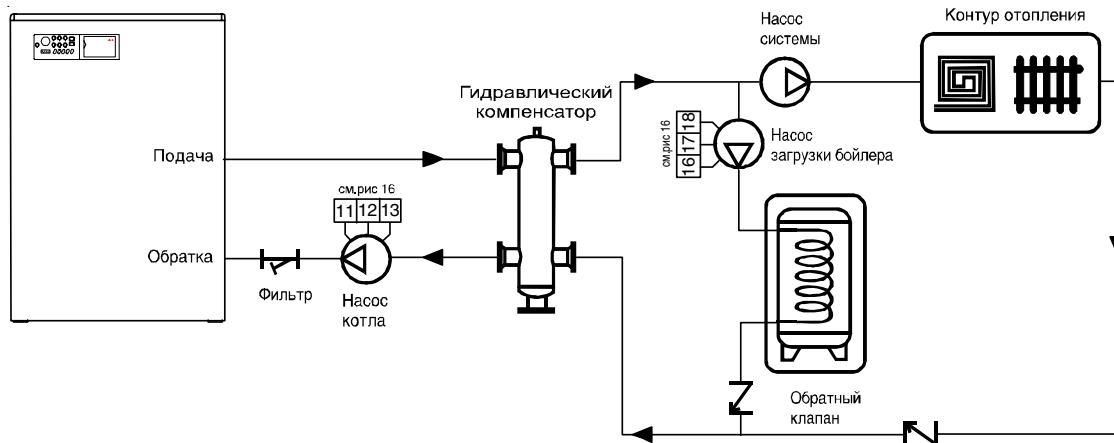 Насос
системы
Контур отопления
Гидравлический
компенсатор
см.рис 16
16 17 18
Насос
загрузки бойлера
Подача
см.рис 16
11 12 13
Обратка
Фильтр
Насос
котла
Обратный
клапан